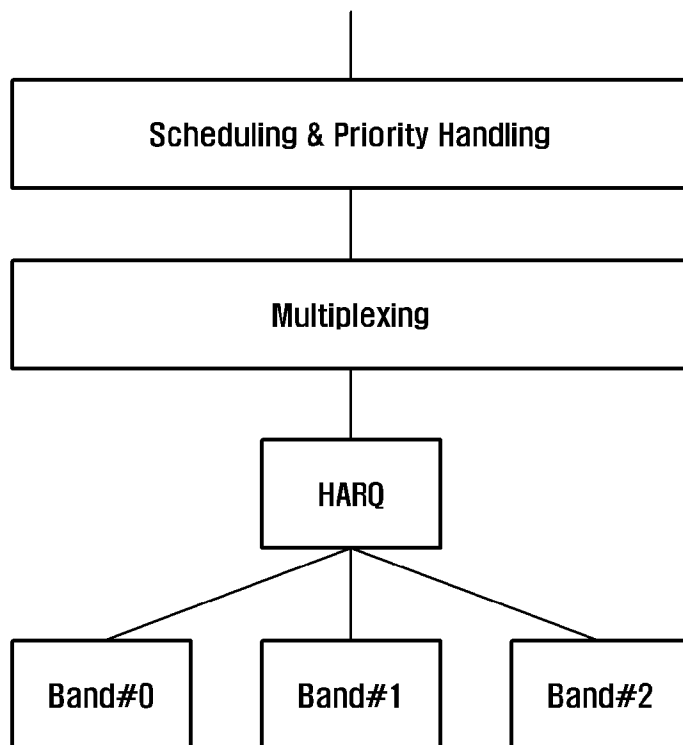 Scheduling & Priority Handling
Multiplexing
HARQ
Band#0
Band#1
Band#2